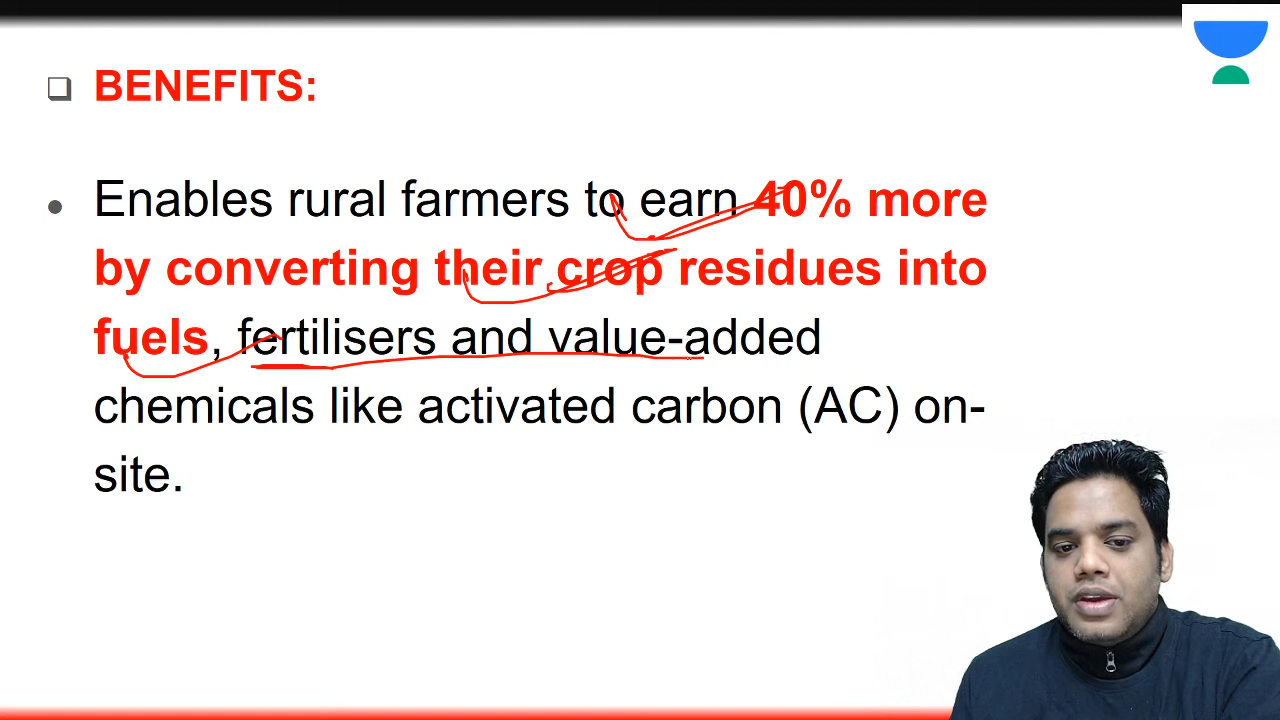 BENEFITS:
Enables rural farmers to earn 40% more
by converting their crop residues into
fuels, fertilisers and value-added
chemicals like activated carbon (AC) on-
site.